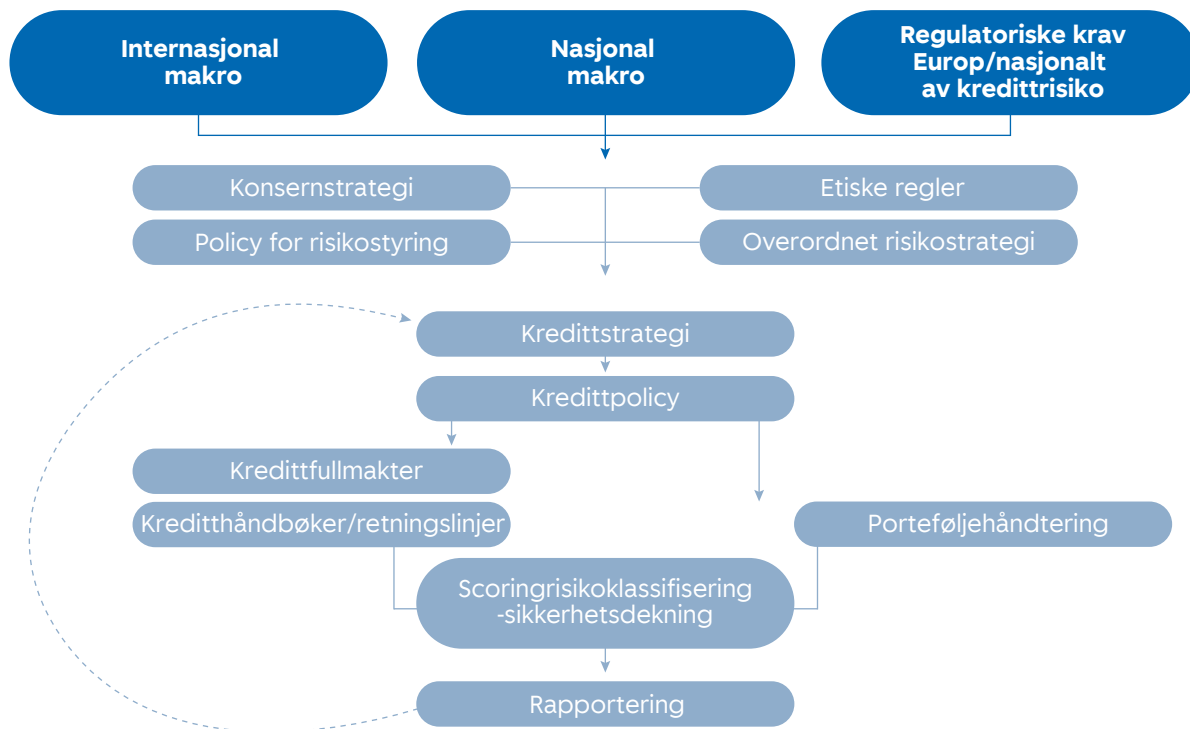 Internasjonal
makro
Nasjonal
makro
Regulatoriske krav
Europ/nasjonalt
av kredittrisiko
Konsernstrategi
Etiske regler
Policy for risikostyring
Overordnet risikostrategi
Kredittstrategi
Kredittpolicy
Kredittfullmakter
Kreditthåndbøker/retningslinjer
Porteføljehåndtering
Scoringrisikoklassifisering
-sikkerhetsdekning
Rapportering